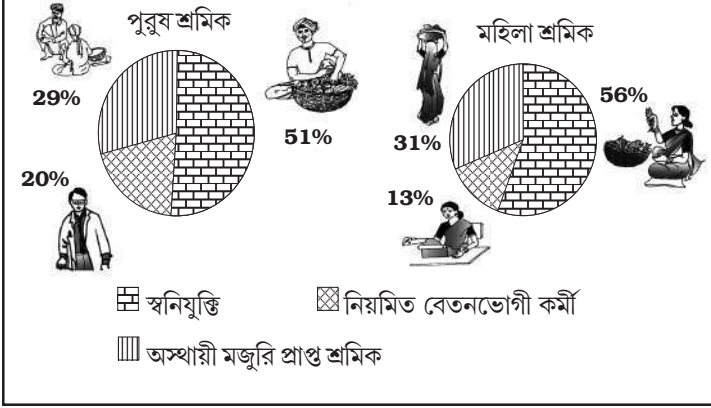 পুরুষ শ্রমিক
মহিলা শ্রমিক
29%
51%
20%
56%
31%
13%
স্বনিযুক্তি
নিয়মিত বেতনভোগী কর্মী
অস্থায়ী মজুরি প্রাপ্ত শ্রমিক